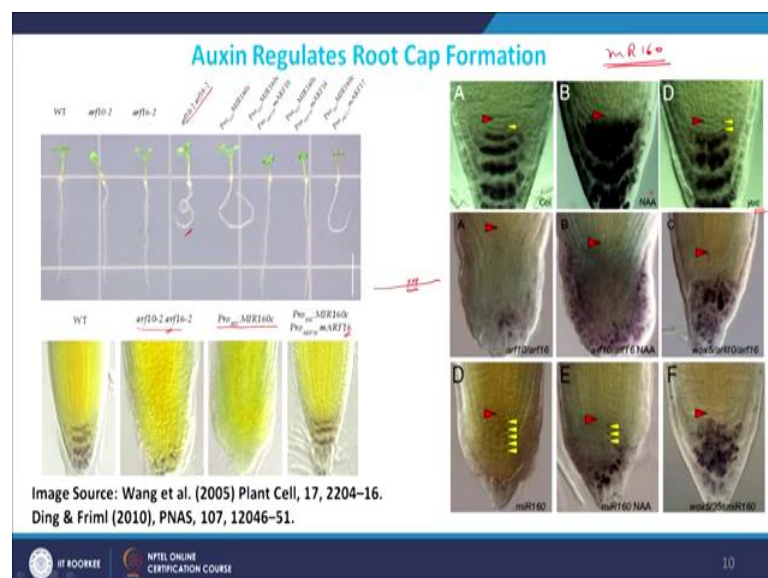 Auxin Regulates Root Cap Formation
mR160
WT
arf10-2
arf16-2
arf10-2 arf16-2
A
B
D
Col
NAA
yuc
A
B
C
arf10/arf16
arf10/arf16 NAA
wox5/arf10/arf16
WT
arf10-2 arf16-2
D
E
F
miR160
miR160 NAA
wox5/35s:miR160
Image Source: Wang et al. (2005) Plant Cell, 17, 2204–16.
Ding & Friml (2010), PNAS, 107, 12046–51.
IIT ROORKEE
NPTEL ONLINE
CERTIFICATION COURSE
10